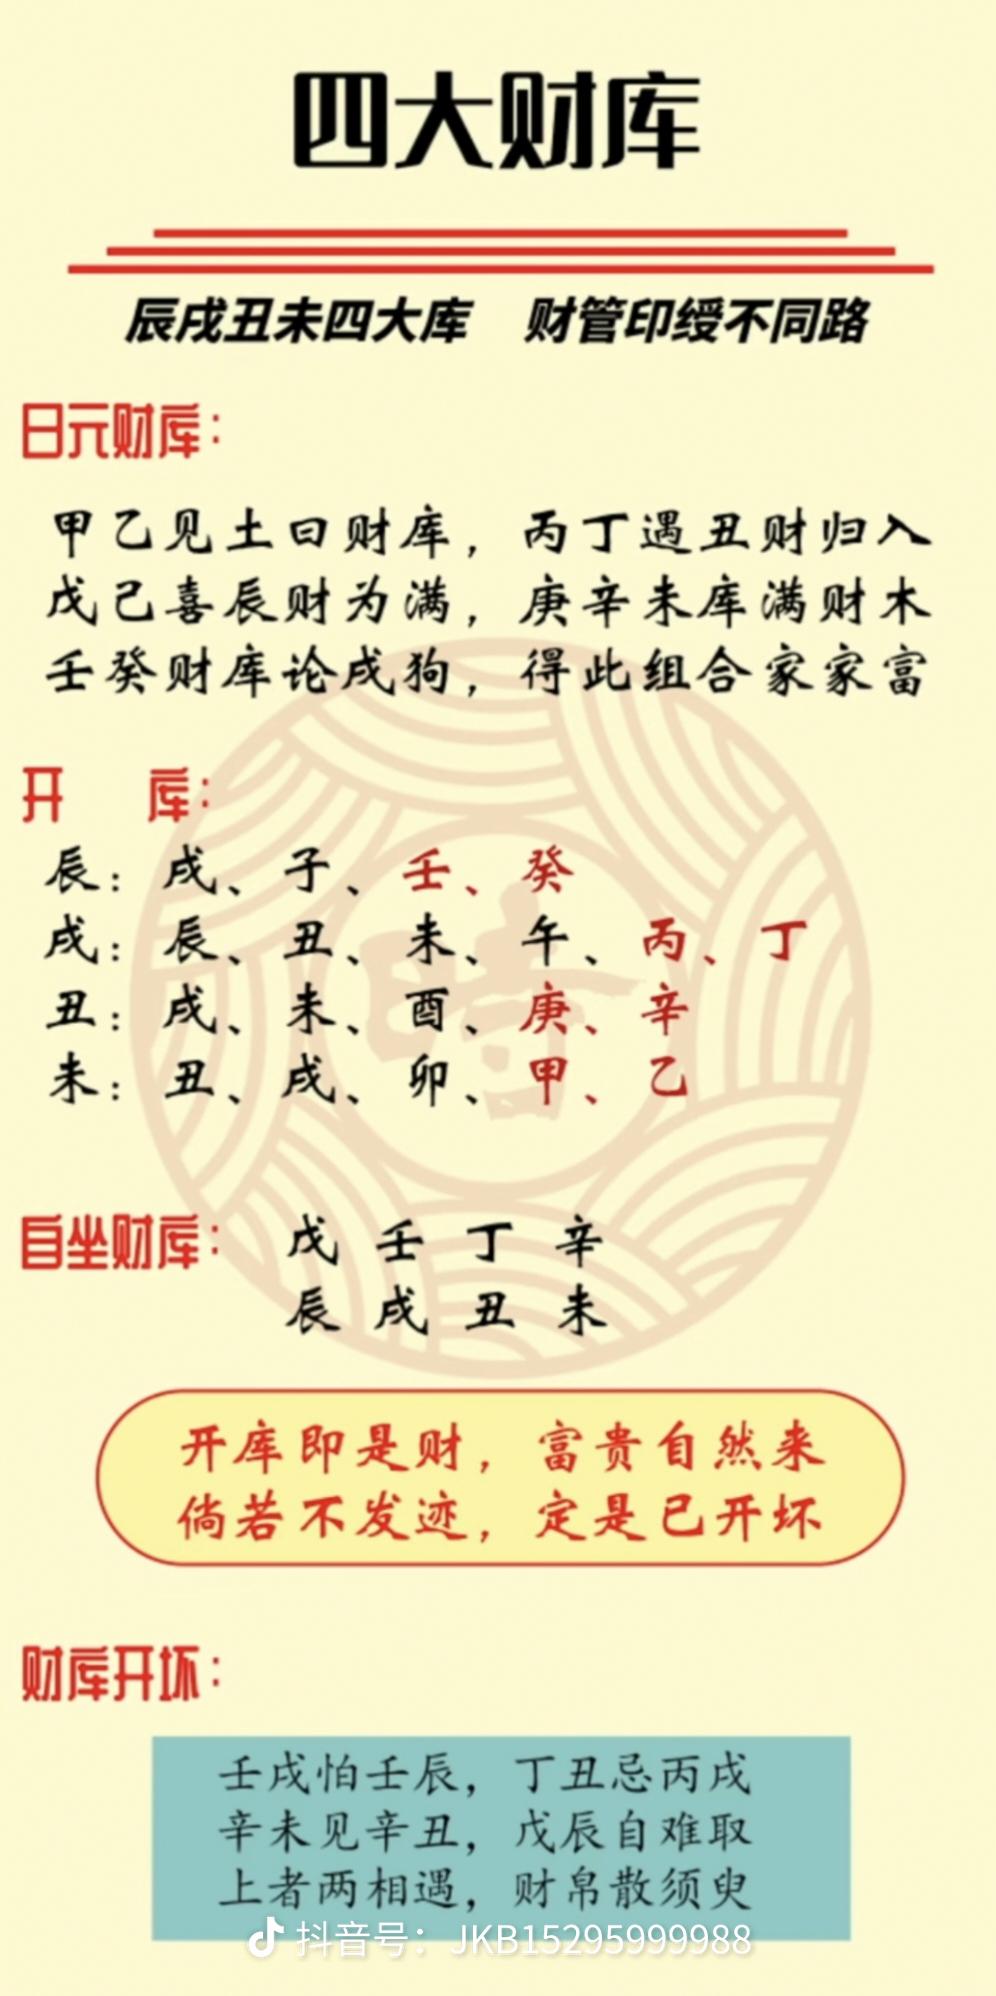 四大财库
辰戌丑未四大库 财管印绶不同路
日元财库：
甲乙见土曰财库，丙丁遇丑财归入
戊己喜辰财为满，庚辛未库满财木
壬癸财库论戌狗，得此组合家家富
开 库：
辰：戌、子、壬、癸
戌：辰、丑、未、午、丙、丁
丑：戌、未、酉、庚、辛
未：丑、戌、卯、甲、乙
自坐财库： 戊 壬 丁 辛
辰 戌 丑 未
开库即是财，富贵自然来
倘若不发迹，定是已开坏
财库开坏：
壬戌怕壬辰，丁丑忌丙戌
辛未见辛丑，戊辰自难取
上者两相遇，财帛散须臾
抖音号：JKB15295999988